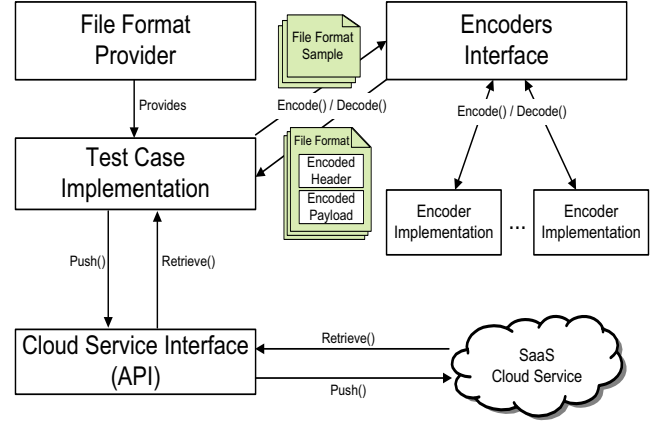 File Format
Provider
File Format
Sample
Encoders
Interface
Provides
Encode() / Decode()
Encode() / Decode()
Test Case
Implementation
File Format
Encoded
Header
Encoded
Payload
Encoder
Implementation
...
Encoder
Implementation
Push()
Retrieve()
Cloud Service Interface
(API)
Retrieve()
Push()
SaaS
Cloud Service